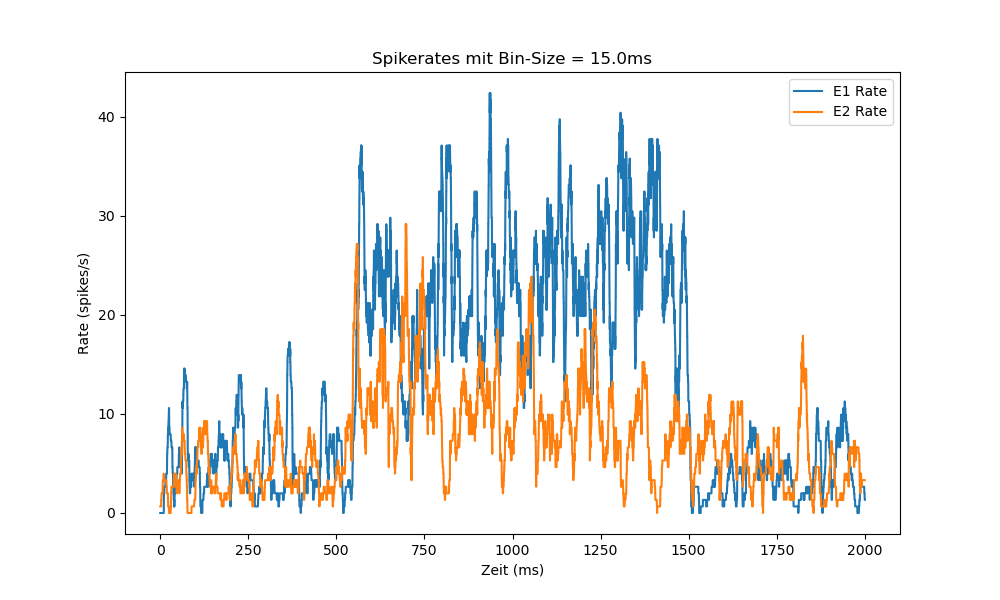 Spikerates mit Bin-Size = 15.0ms
E1 Rate
E2 Rate
Rate (spikes/s)
40
30
20
10
0
0 250 500 750 1000 1250 1500 1750 2000
Zeit (ms)